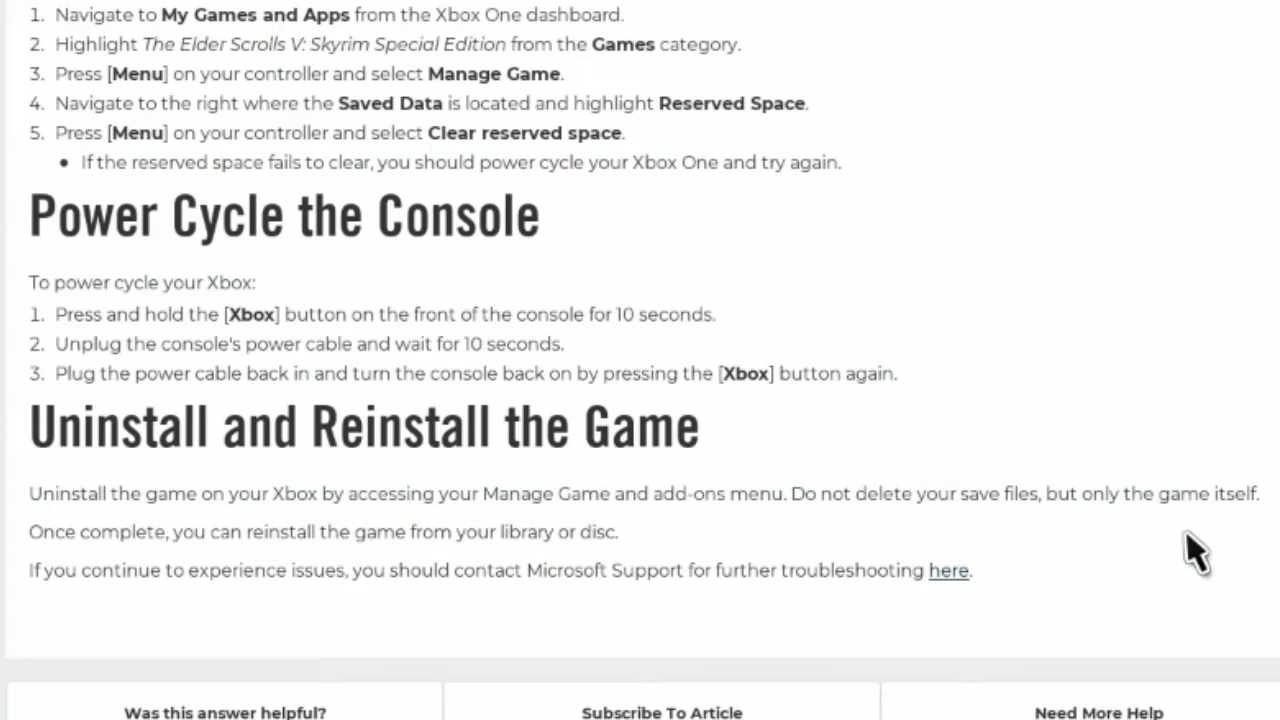 1. Navigate to My Games and Apps from the Xbox One dashboard.
2. Highlight The Elder Scrolls V: Skyrim Special Edition from the Games category.
3. Press [Menu] on your controller and select Manage Game.
4. Navigate to the right where the Saved Data is located and highlight Reserved Space.
5. Press [Menu] on your controller and select Clear reserved space.
• If the reserved space fails to clear, you should power cycle your Xbox One and try again.
Power Cycle the Console
To power cycle your Xbox:
1. Press and hold the [Xbox] button on the front of the console for 10 seconds.
2. Unplug the console's power cable and wait for 10 seconds.
3. Plug the power cable back in and turn the console back on by pressing the [Xbox] button again.
Uninstall and Reinstall the Game
Uninstall the game on your Xbox by accessing your Manage Game and add-ons menu. Do not delete your save files, but only the game itself.
Once complete, you can reinstall the game from your library or disc.
If you continue to experience issues, you should contact Microsoft Support for further troubleshooting here.
Was this answer helpful?
Subscribe To Article
Need More Help